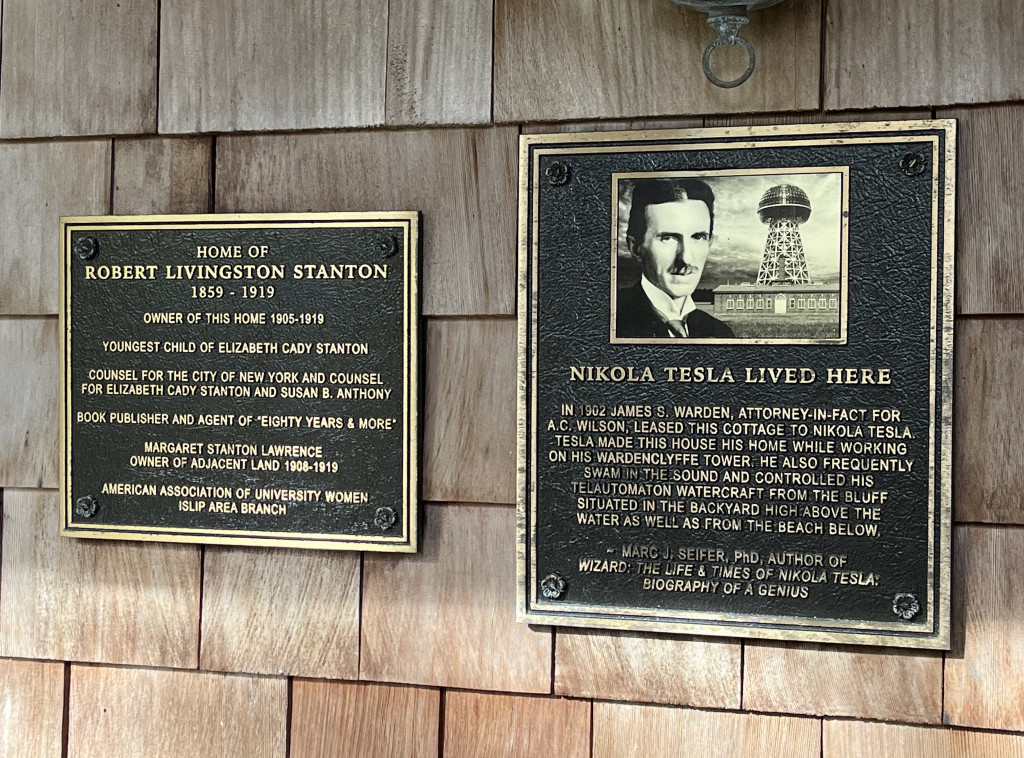 HOME OF
ROBERT LIVINGSTON STANTON
1859 - 1919
OWNER OF THIS HOME 1905-1919
YOUNGEST CHILD OF ELIZABETH CADY STANTON
COUNSEL FOR THE CITY OF NEW YORK AND COUNSEL
FOR ELIZABETH CADY STANTON AND SUSAN B. ANTHONY
BOOK PUBLISHER AND AGENT OF "EIGHTY YEARS & MORE"
MARGARET STANTON LAWRENCE
OWNER OF ADJACENT LAND 1908-1919
AMERICAN ASSOCIATION OF UNIVERSITY WOMEN
ISLIP AREA BRANCH
NIKOLA TESLA LIVED HERE
IN 1902 JAMES S. WARDEN, ATTORNEY-IN-FACT FOR
A.C. WILSON, LEASED THIS COTTAGE TO NIKOLA TESLA.
TESLA MADE THIS HOUSE HIS HOME WHILE WORKING
ON HIS WARDENCLYFFE TOWER. HE ALSO FREQUENTLY
SWAM IN THE SOUND AND CONTROLLED HIS
TELAUTOMATON WATERCRAFT FROM THE BLUFF
SITUATED IN THE BACKYARD HIGH ABOVE THE
WATER AS WELL AS FROM THE BEACH BELOW.
~ MARC J. SEIFER, PhD, AUTHOR OF
WIZARD: THE LIFE & TIMES OF NIKOLA TESLA:
BIOGRAPHY OF A GENIUS